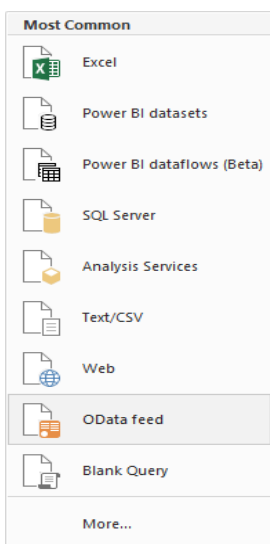 Most Common
Excel
Power BI datasets
Power BI dataflows (Beta)
SQL Server
Analysis Services
Text/CSV
Web
OData feed
Blank Query
More...